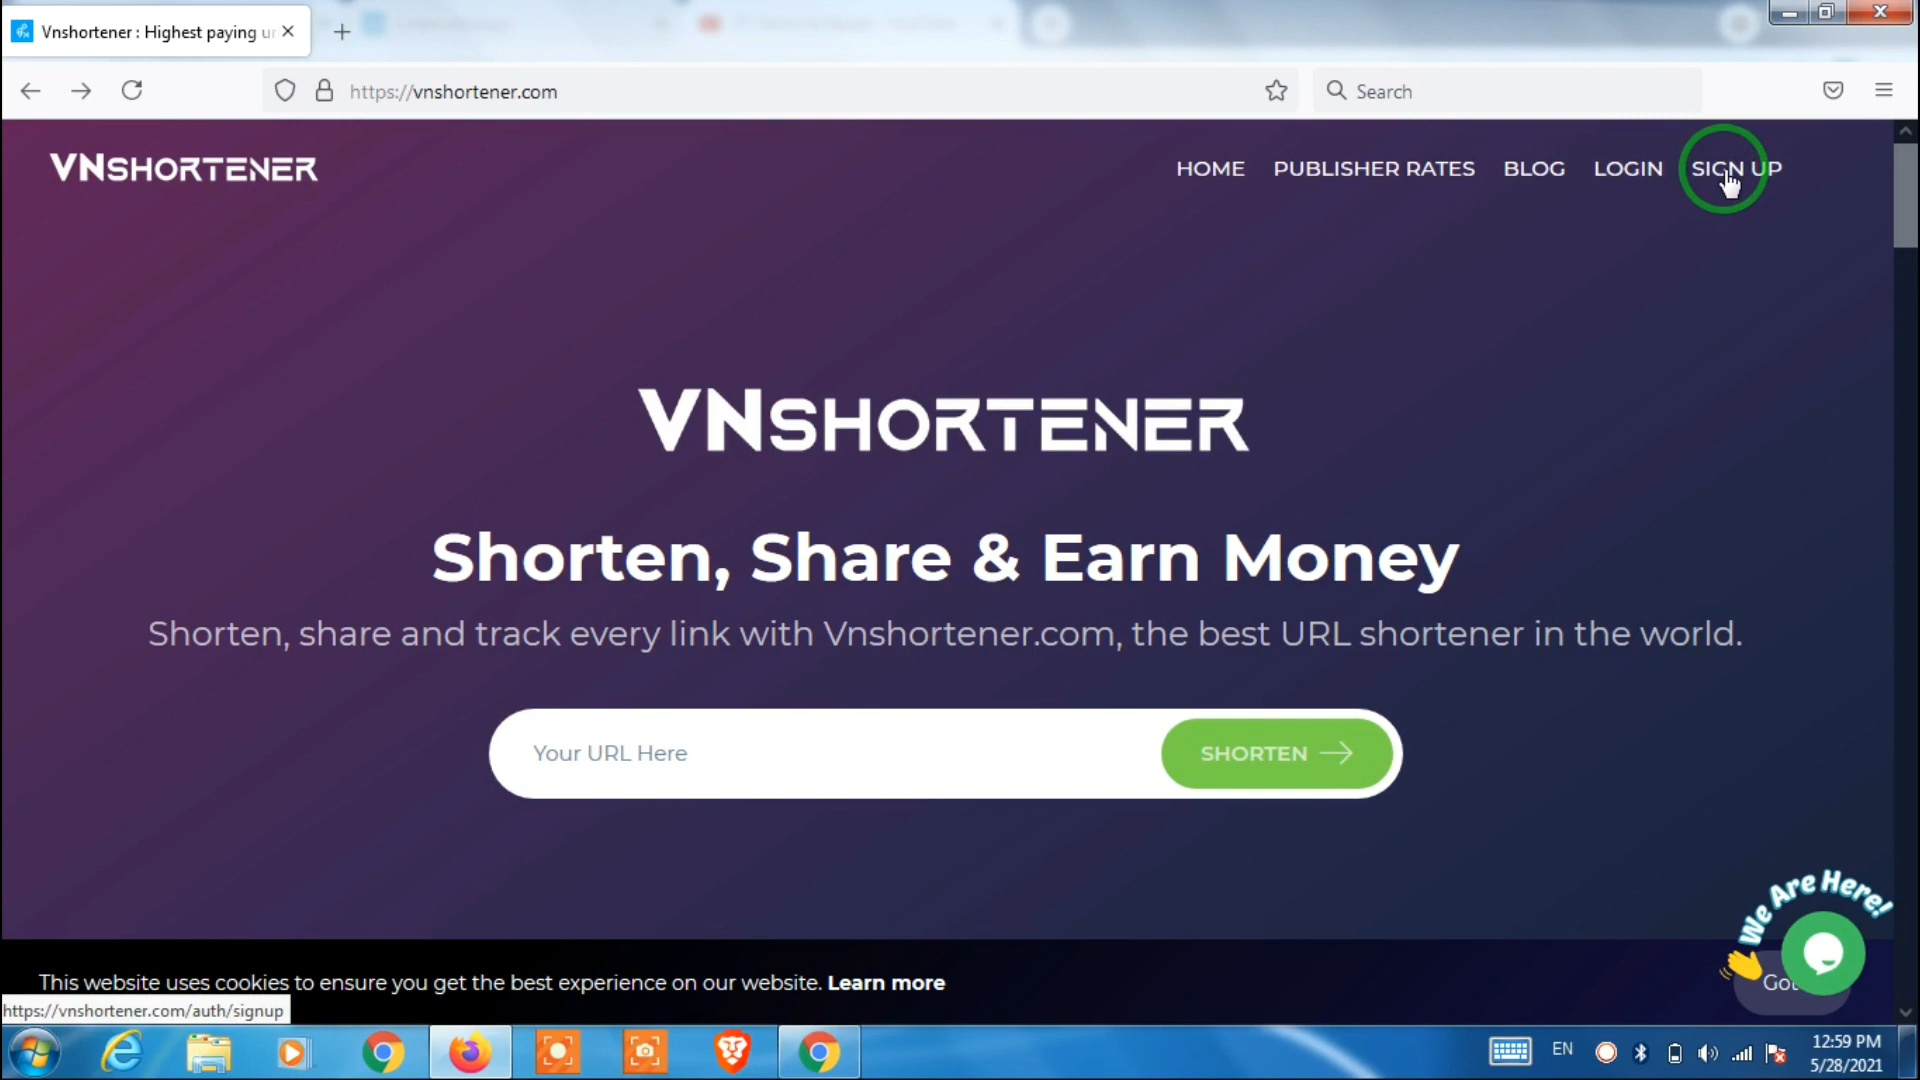 Vnshortener : Highest paying ur
https://vnshortener.com
Search
VNSHORTENER
HOME PUBLISHER RATES BLOG LOGIN SIGN UP
VNSHORTENER
Shorten, Share & Earn Money
Shorten, share and track every link with Vnshortener.com, the best URL shortener in the world.
Your URL Here
SHORTEN
We Are Here!
This website uses cookies to ensure you get the best experience on our website. Learn more
https://vnshortener.com/auth/signup
EN
12:59 PM
5/28/2021